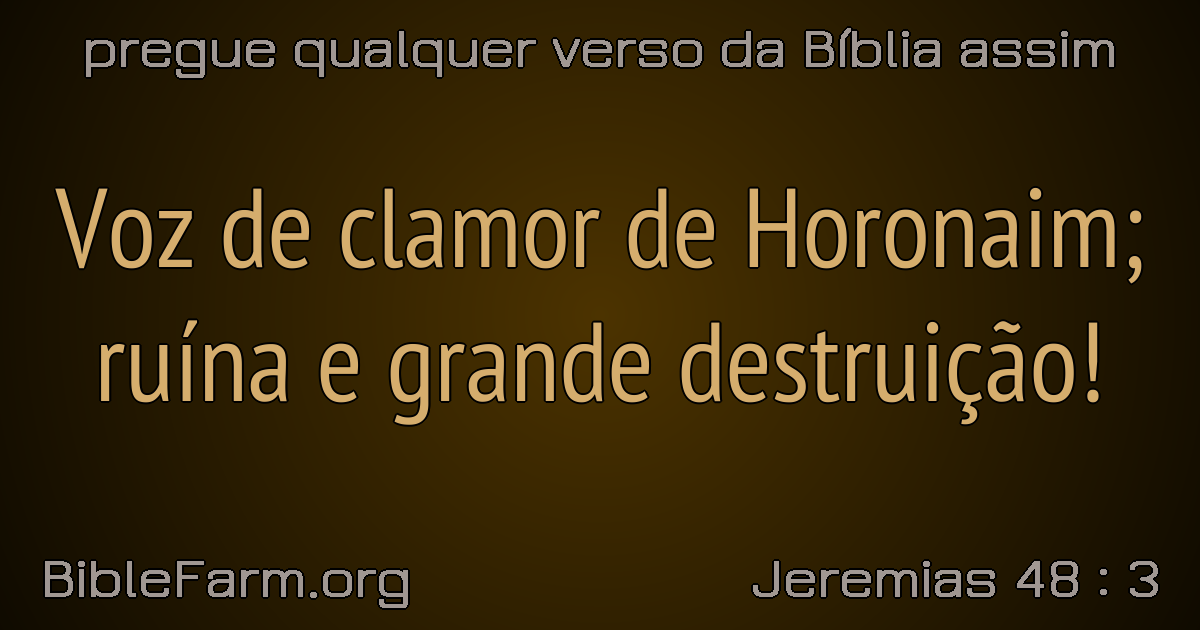 pregue qualquer verso da Bíblia assim
Voz de clamor de Horonaim;
ruína e grande destruição!
BibleFarm.org
Jeremias 48 : 3